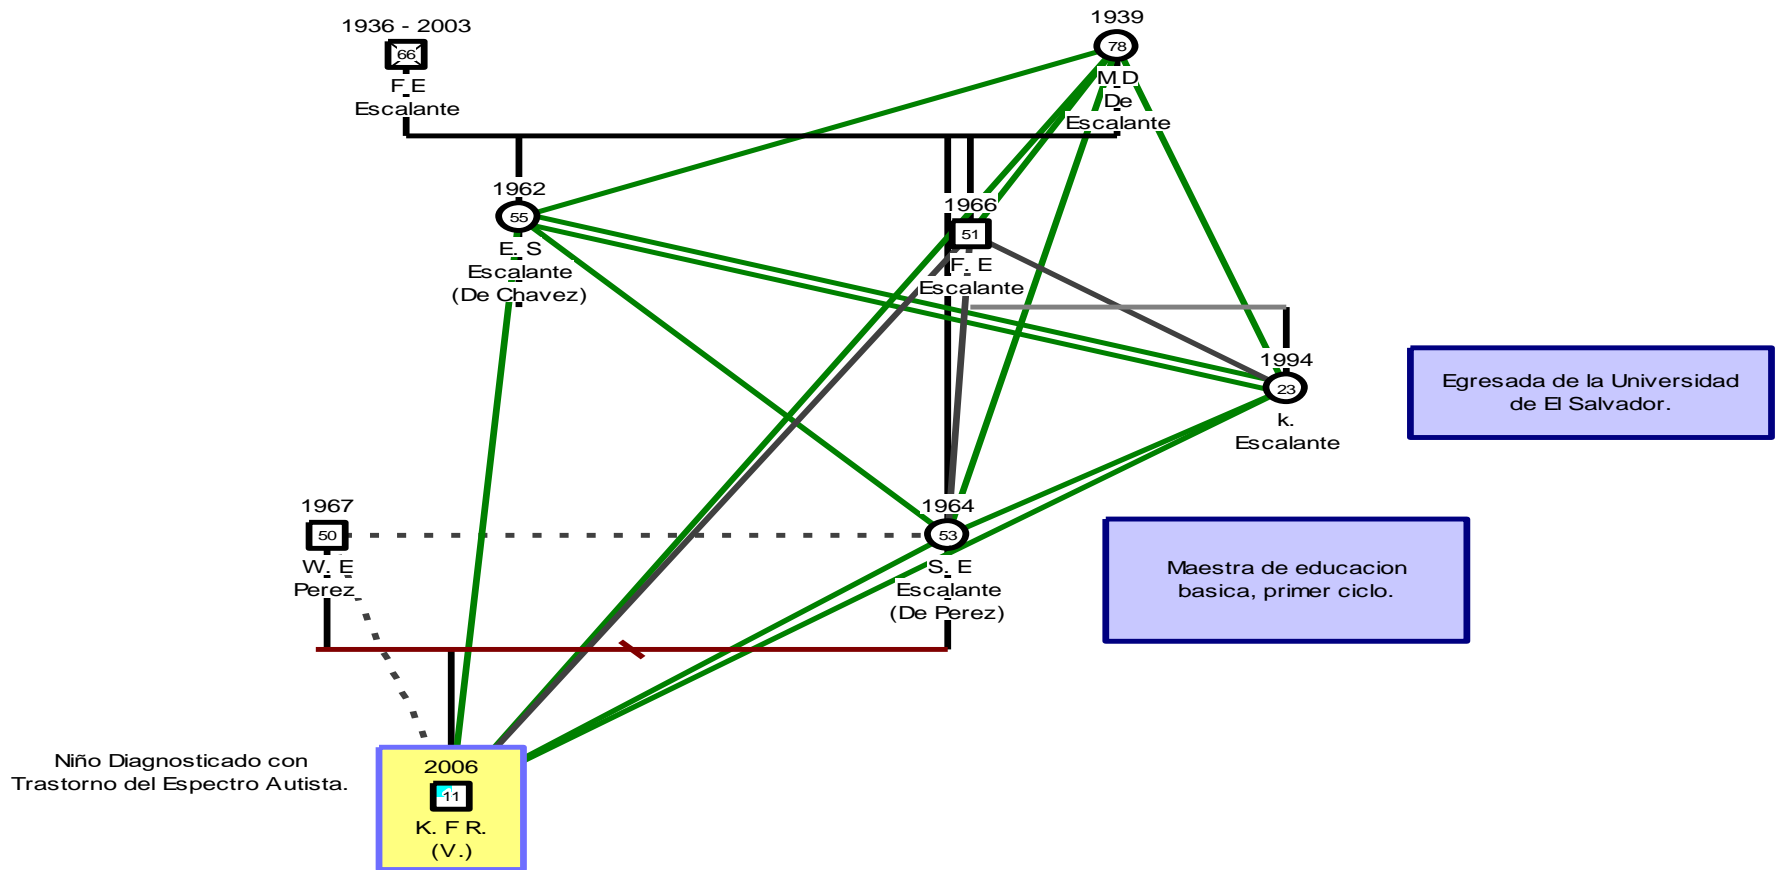 1936 - 2003
66
F.E
Escalante
1939
78
M.D
De
Escalante
1962
55
E. S
Escalante
(De Chavez)
1966
51
F. E
Escalante
1994
23
k.
Escalante
Egresada de la Universidad
de El Salvador.
1967
50
W. E
Perez
1964
53
S. E
Escalante
(De Perez)
Maestra de educacion
basica, primer ciclo.
Niño Diagnosticado con
Trastorno del Espectro Autista.
2006
11
K. F R.
(V.)